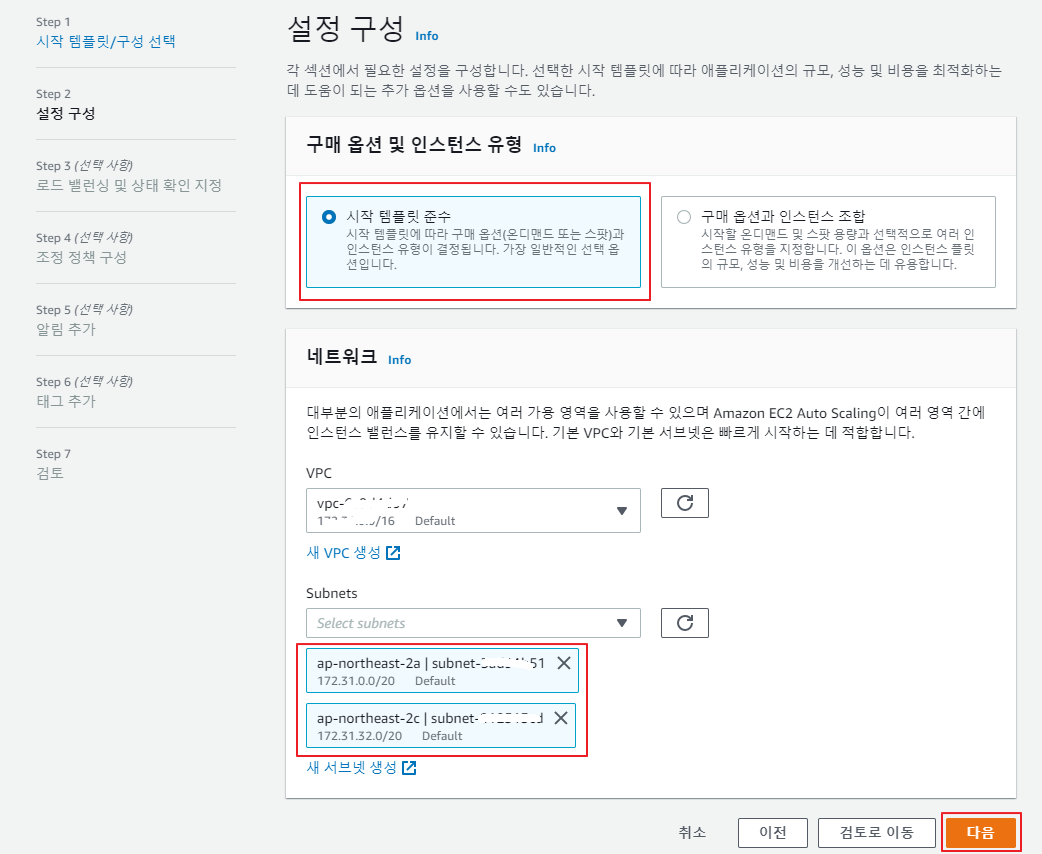 Step 1
시작 템플릿/구성 선택
Step 2
설정 구성
Step 3 (선택 사항)
로드 밸런싱 및 상태 확인 지정
Step 4 (선택 사항)
조정 정책 구성
Step 5 (선택 사항)
알림 추가
Step 6 (선택 사항)
태그 추가
Step 7
검토
설정 구성 Info
각 섹션에서 필요한 설정을 구성합니다. 선택한 시작 템플릿에 따라 애플리케이션의 규모, 성능 및 비용을 최적화하는
데 도움이 되는 추가 옵션을 사용할 수도 있습니다.
구매 옵션 및 인스턴스 유형 Info
시작 템플릿 준수
시작 템플릿에 따라 구매 옵션(온디맨드 또는 스팟)과
인스턴스 유형이 결정됩니다. 가장 일반적인 선택 옵
션입니다.
구매 옵션과 인스턴스 조합
시작할 온디맨드 및 스팟 용량과 선택적으로 여러 인
스턴스 유형을 지정합니다. 이 옵션은 인스턴스 플릿
의 규모, 성능 및 비용을 개선하는 데 유용합니다.
네트워크 Info
대부분의 애플리케이션에서는 여러 가용 영역을 사용할 수 있으며 Amazon EC2 Auto Scaling이 여러 영역 간에
인스턴스 밸런스를 유지할 수 있습니다. 기본 VPC와 기본 서브넷은 빠르게 시작하는 데 적합합니다.
VPC
vpc-
/16 Default
새 VPC 생성
Subnets
Select subnets
ap-northeast-2a | subnet-
172.31.0.0/20 Default
ap-northeast-2c | subnet-
172.31.32.0/20 Default
새 서브넷 생성
취소
이전
검토로 이동
다음